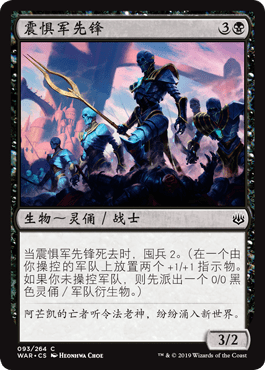 震惧军先锋 3
生物～灵俑／战士
当震惧军先锋死去时，囤兵2。（在一个由
你操控的军队上放置两个+1/+1指示物。
如果你未操控军队，则先派出一个0/0黑
色灵俑／军队衍生物。）
阿芒凯的亡者听令法老神，纷纷涌入新世界。
3/2
093/264 C
WAR • CS HEONHWA CHOE
™ & © 2019 Wizards of the Coast